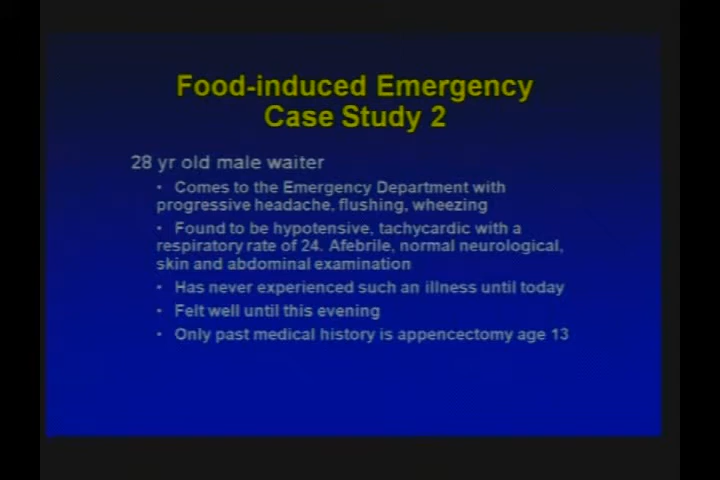 Food-induced Emergency
Case Study 2
28 yr old male waiter
• Comes to the Emergency Department with
progressive headache, flushing, wheezing
• Found to be hypotensive, tachycardic with a
respiratory rate of 24. Afebrile, normal neurological,
skin and abdominal examination
• Has never experienced such an illness until today
• Felt well until this evening
• Only past medical history is appencectomy age 13